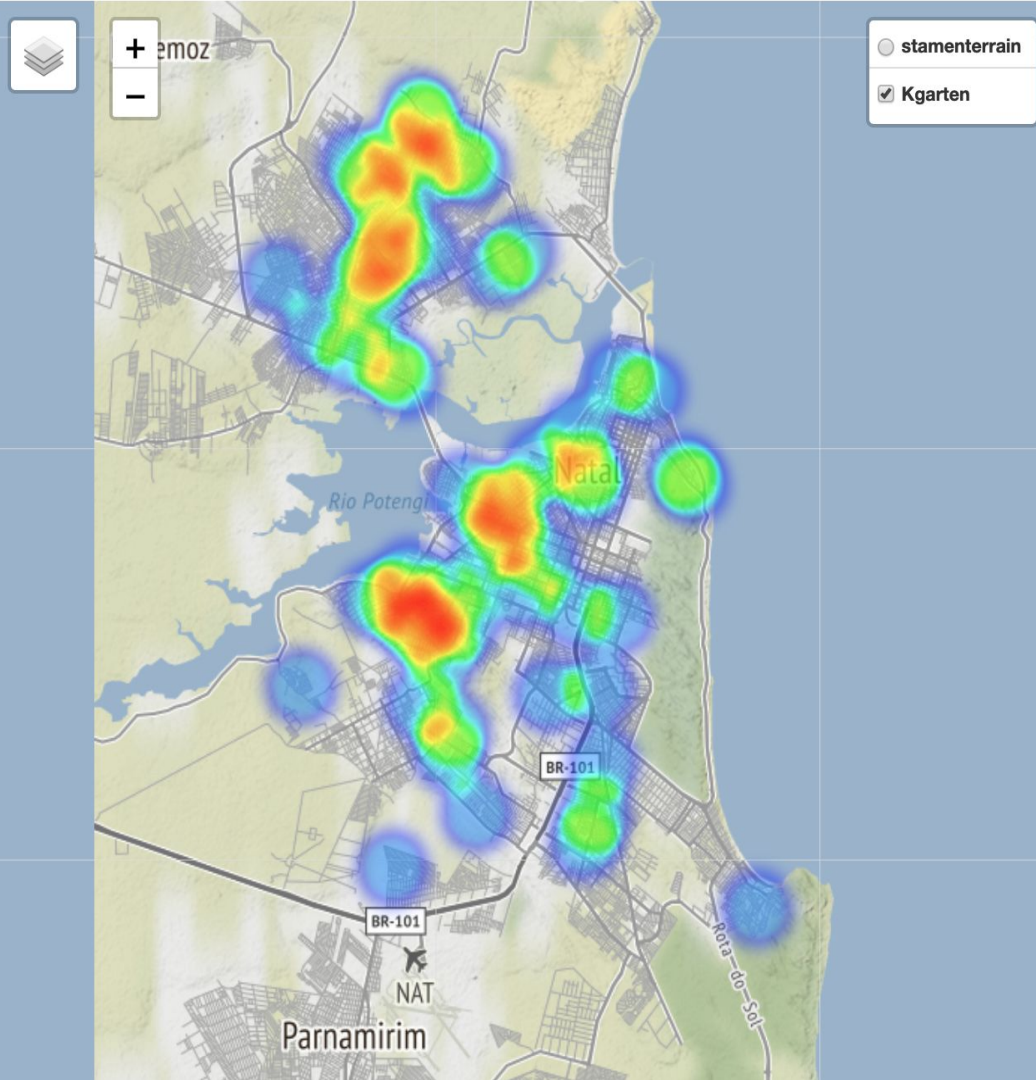 +
emoz
−
stamenterrain
Kgarten
Natal
Rio Potengi
BR-101
BR-101
Rota do Sol
NAT
Parnamirim